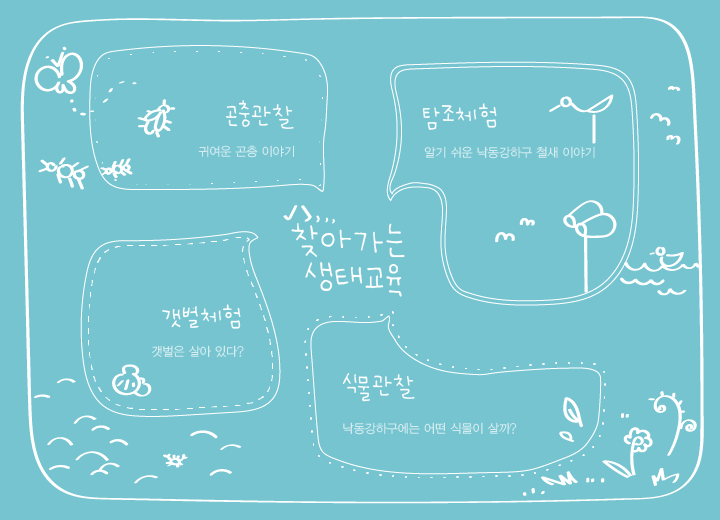 곤충관찰
귀여운 곤충 이야기
탐조체험
알기 쉬운 낙동강하구 철새 이야기
찾아가는
생태교육
갯벌체험
갯벌은 살아 있다?
식물관찰
낙동강하구에는 어떤 식물이 살까?